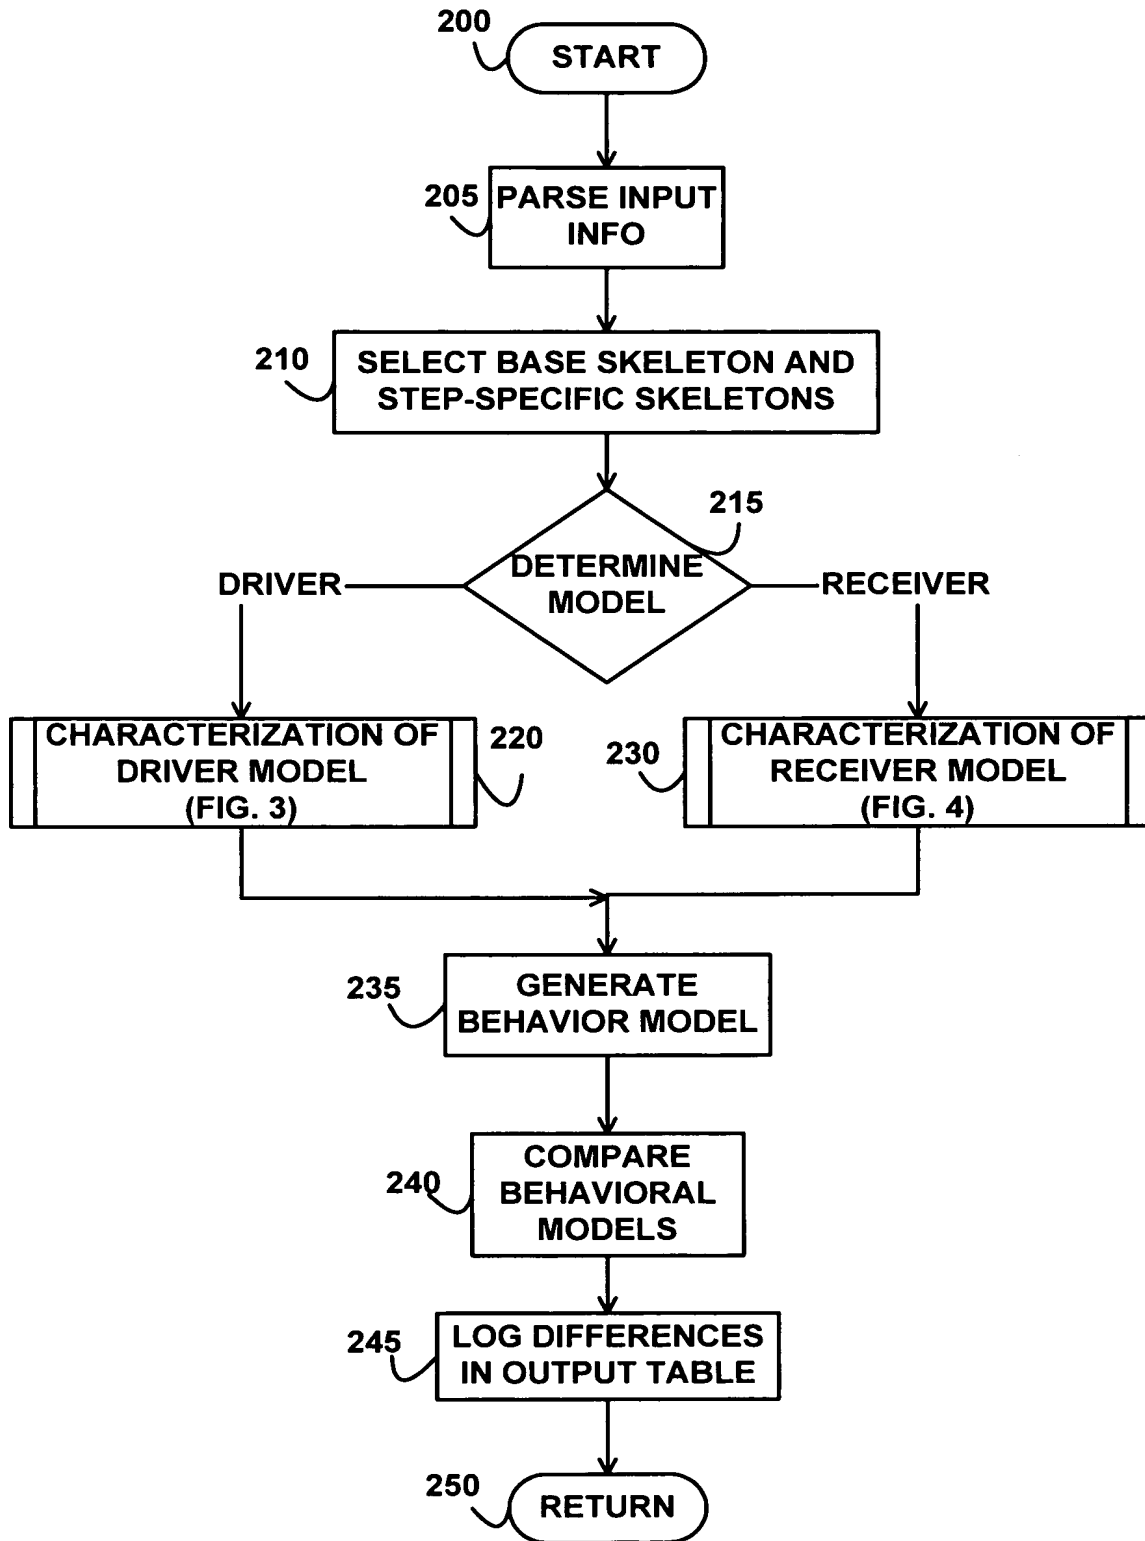 200
START
205
PARSE INPUT
INFO
210
SELECT BASE SKELETON AND
STEP-SPECIFIC SKELETONS
215
DETERMINE
MODEL
DRIVER
RECEIVER
CHARACTERIZATION OF
DRIVER MODEL
(FIG. 3)
220
230
CHARACTERIZATION OF
RECEIVER MODEL
(FIG. 4)
235
GENERATE
BEHAVIOR MODEL
240
COMPARE
BEHAVIORAL
MODELS
245
LOG DIFFERENCES
IN OUTPUT TABLE
250
RETURN